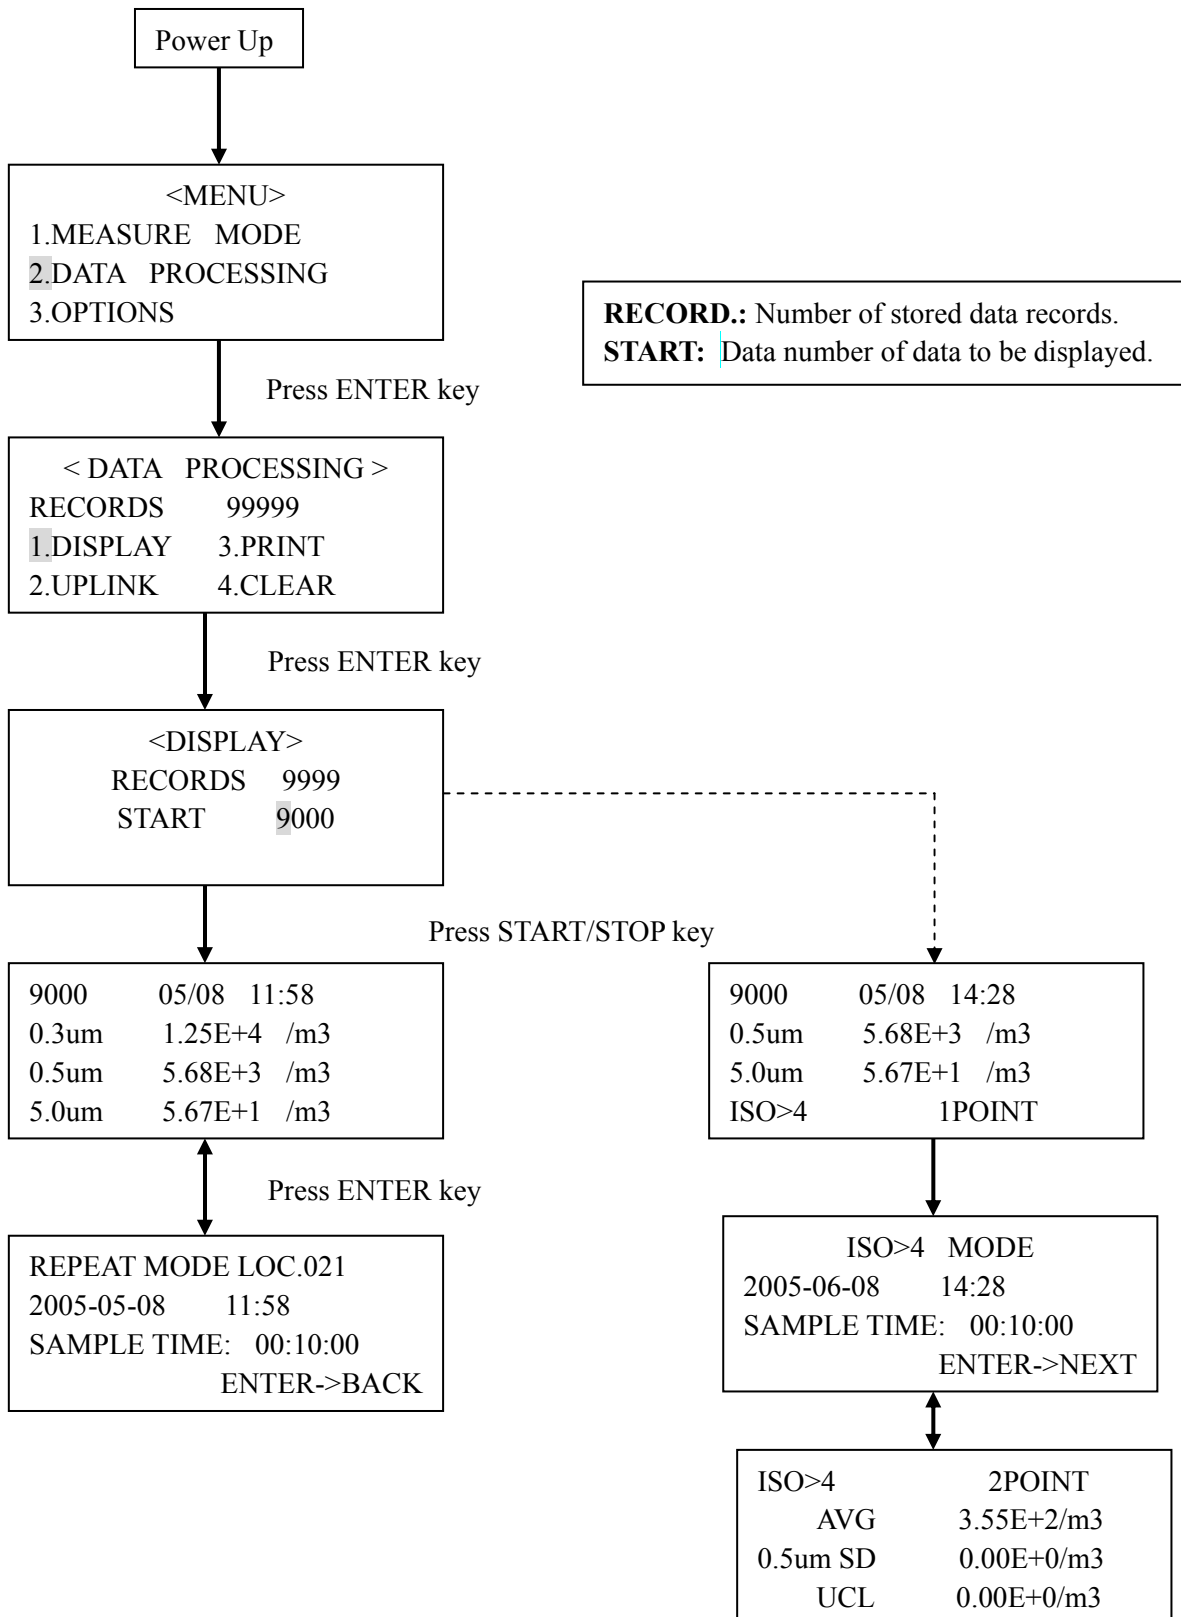 Power Up
<MENU>
1.MEASURE MODE
2.DATA PROCESSING
3.OPTIONS
RECORD.: Number of stored data records.
START: Data number of data to be displayed.
Press ENTER key
< DATA PROCESSING >
RECORDS 99999
1.DISPLAY 3.PRINT
2.UPLINK 4.CLEAR
Press ENTER key
<DISPLAY>
RECORDS 9999
START 9000
Press START/STOP key
9000 05/08 11:58
0.3um 1.25E+4 /m3
0.5um 5.68E+3 /m3
5.0um 5.67E+1 /m3
9000 05/08 14:28
0.5um 5.68E+3 /m3
5.0um 5.67E+1 /m3
ISO>4 1POINT
Press ENTER key
REPEAT MODE LOC.021
2005-05-08 11:58
SAMPLE TIME: 00:10:00
ENTER->BACK
ISO>4 MODE
2005-06-08 14:28
SAMPLE TIME: 00:10:00
ENTER->NEXT
ISO>4 2POINT
AVG 3.55E+2/m3
0.5um SD 0.00E+0/m3
UCL 0.00E+0/m3